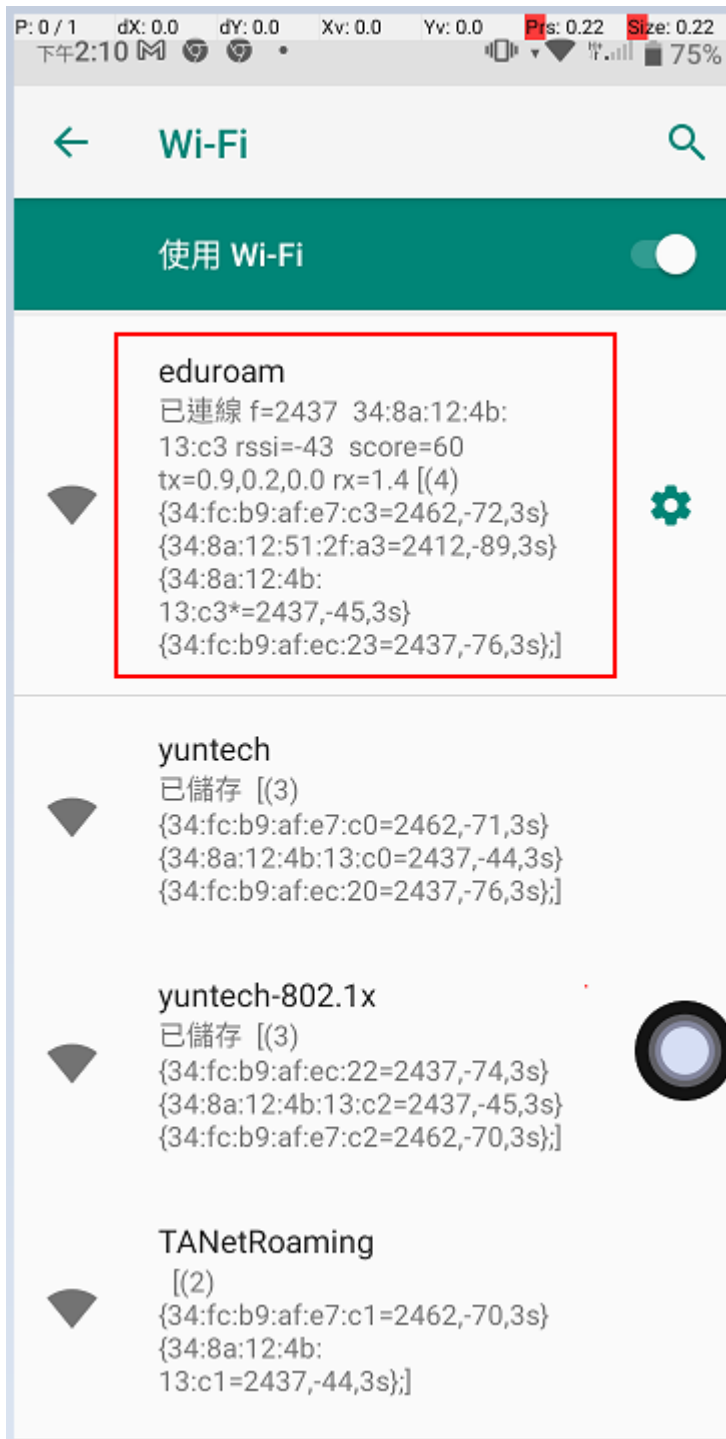 P: 0 / 1 dX: 0.0 dY: 0.0 Xv: 0.0 Yv: 0.0 Prs: 0.22 Size: 0.22
下午2:10 75%
Wi-Fi
使用 Wi-Fi
eduroam
已連線 f=2437 34:8a:12:4b:
13:c3 rssi=-43 score=60
tx=0.9,0.2,0.0 rx=1.4 [(4)
{34:fc:b9:af:e7:c3=2462,-72,3s}
{34:8a:12:51:2f:a3=2412,-89,3s}
{34:8a:12:4b:
13:c3*=2437,-45,3s}
{34:fc:b9:af:ec:23=2437,-76,3s};]
yuntech
已儲存 [(3)
{34:fc:b9:af:e7:c0=2462,-71,3s}
{34:8a:12:4b:13:c0=2437,-44,3s}
{34:fc:b9:af:ec:20=2437,-76,3s};]
yuntech-802.1x
已儲存 [(3)
{34:fc:b9:af:ec:22=2437,-74,3s}
{34:8a:12:4b:13:c2=2437,-45,3s}
{34:fc:b9:af:e7:c2=2462,-70,3s};]
TANetRoaming
[(2)
{34:fc:b9:af:e7:c1=2462,-70,3s}
{34:8a:12:4b:
13:c1=2437,-44,3s};]